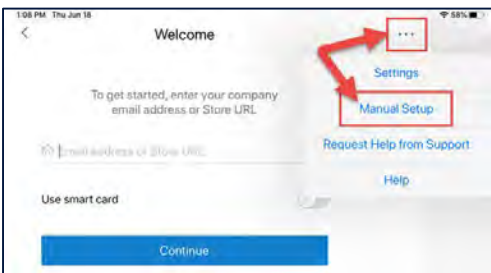 1:08 PM Thu Jun 18
58%
Welcome
...
Settings
To get started, enter your company
email address or Store URL
Manual Setup
Email address or Store URL
Request Help from Support
Help
Use smart card
Continue